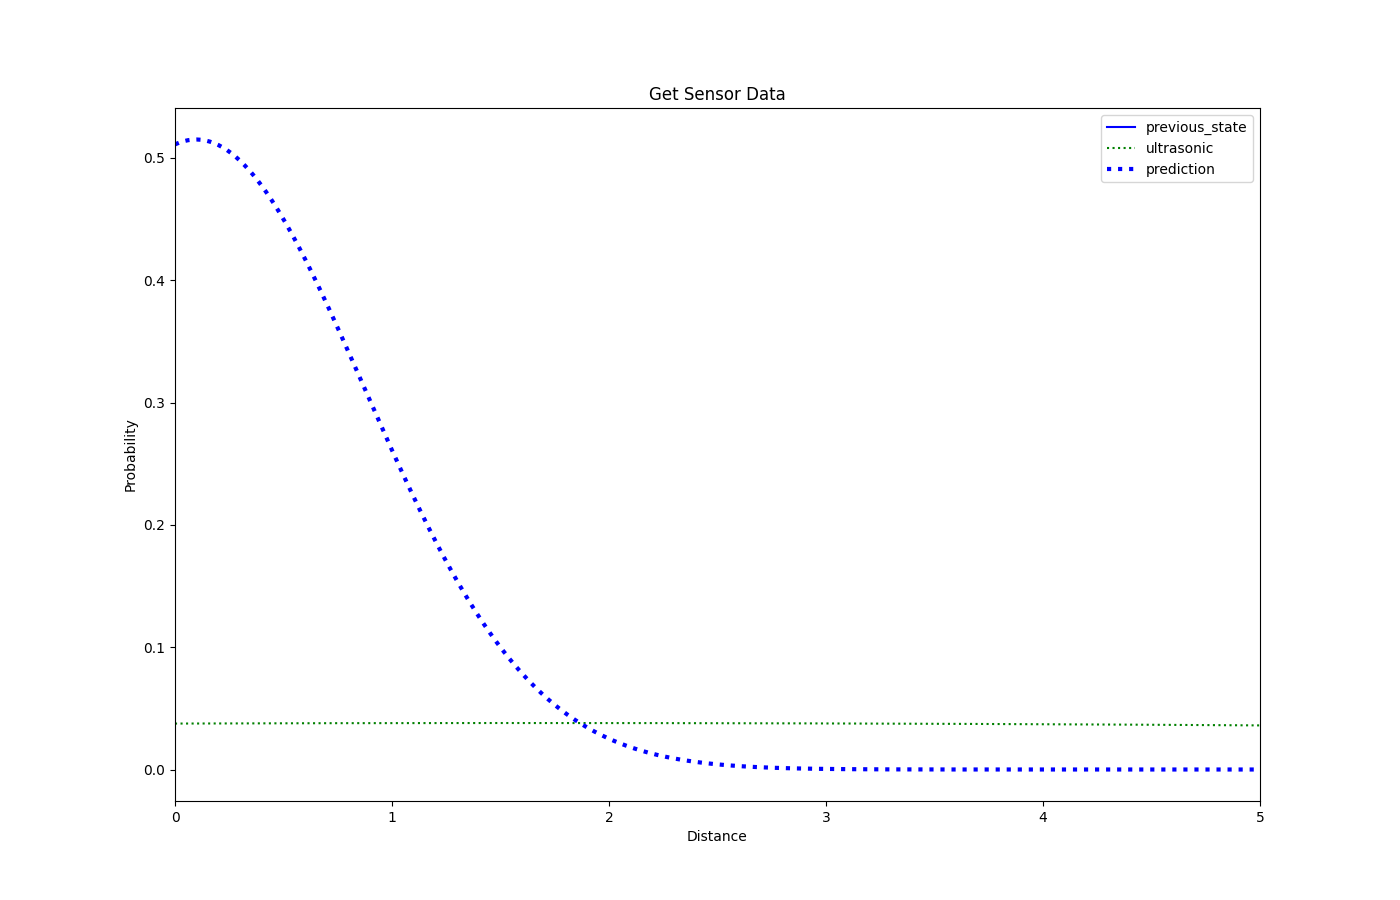 Get Sensor Data
previous_state
ultrasonic
prediction
0.5
0.4
0.3
0.2
0.1
0.0
Probability
0 1 2 3 4 5
Distance